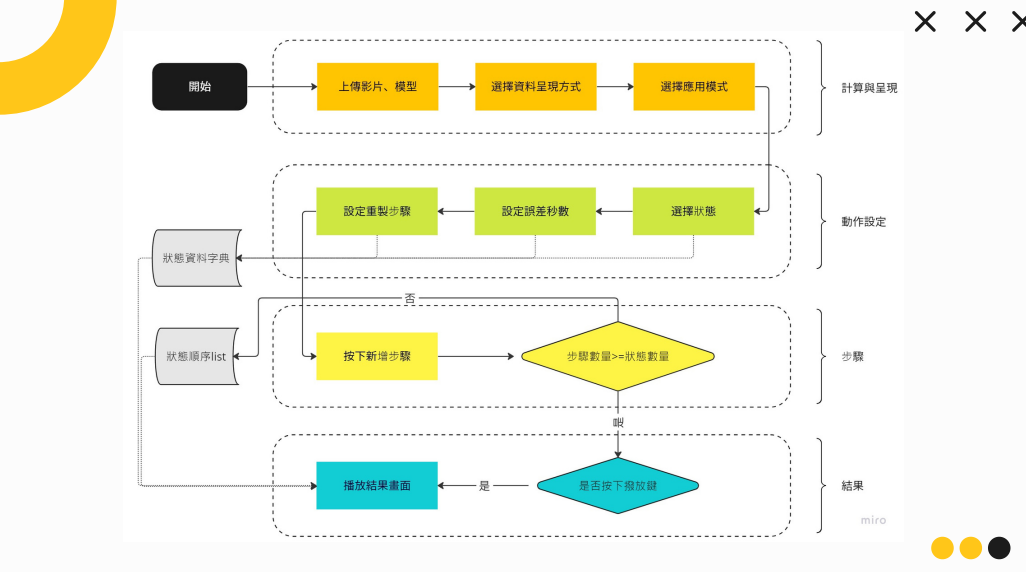 開始
上傳影片、模型
選擇資料呈現方式
選擇應用模式
計算與呈現
設定重製步驟
設定誤差秒數
選擇狀態
動作設定
狀態資料字典
否
狀態順序list
按下新增步驟
步驟數量>=狀態數量
步驟
是
播放結果畫面
是
是否按下撥放鍵
結果
miro